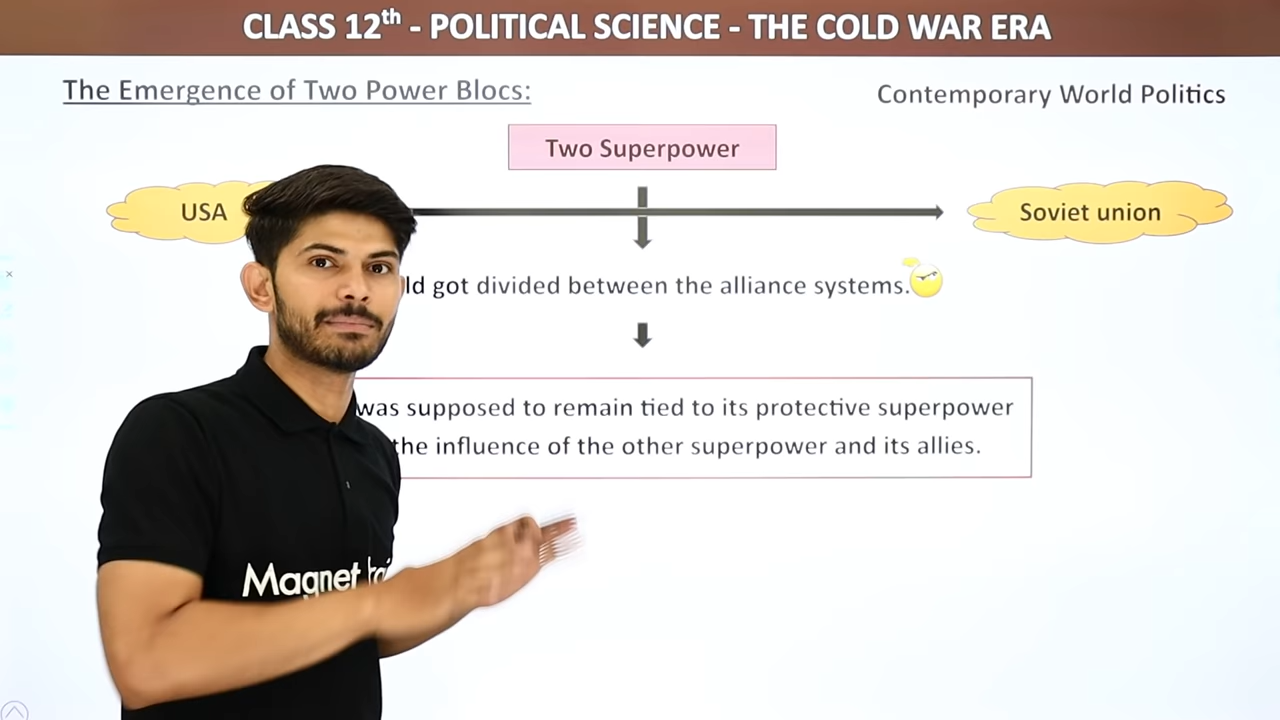 CLASS 12th - POLITICAL SCIENCE - THE COLD WAR ERA
The Emergence of Two Power Blocs:
Contemporary World Politics
Two Superpower
USA
Soviet union
got divided between the alliance systems.
was supposed to remain tied to its protective superpower
the influence of the other superpower and its allies.
Magnet